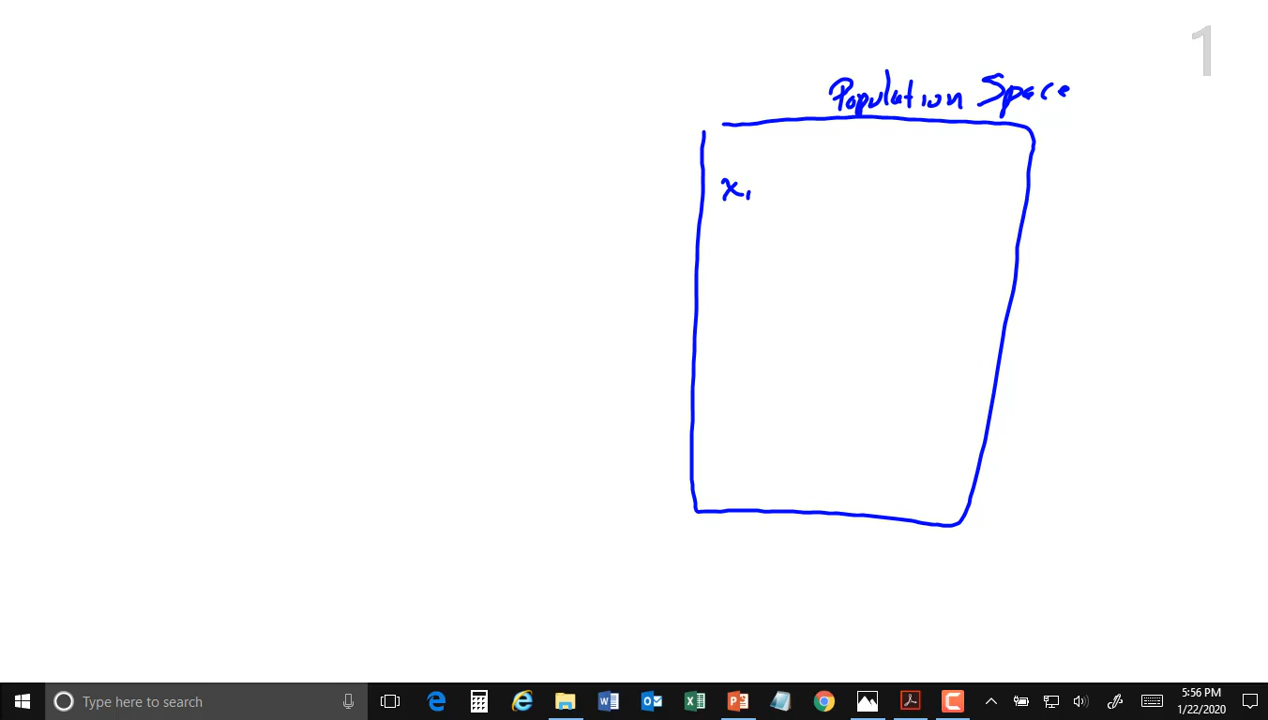 1
Population Space
x₁
Type here to search
5:56 PM
1/22/2020